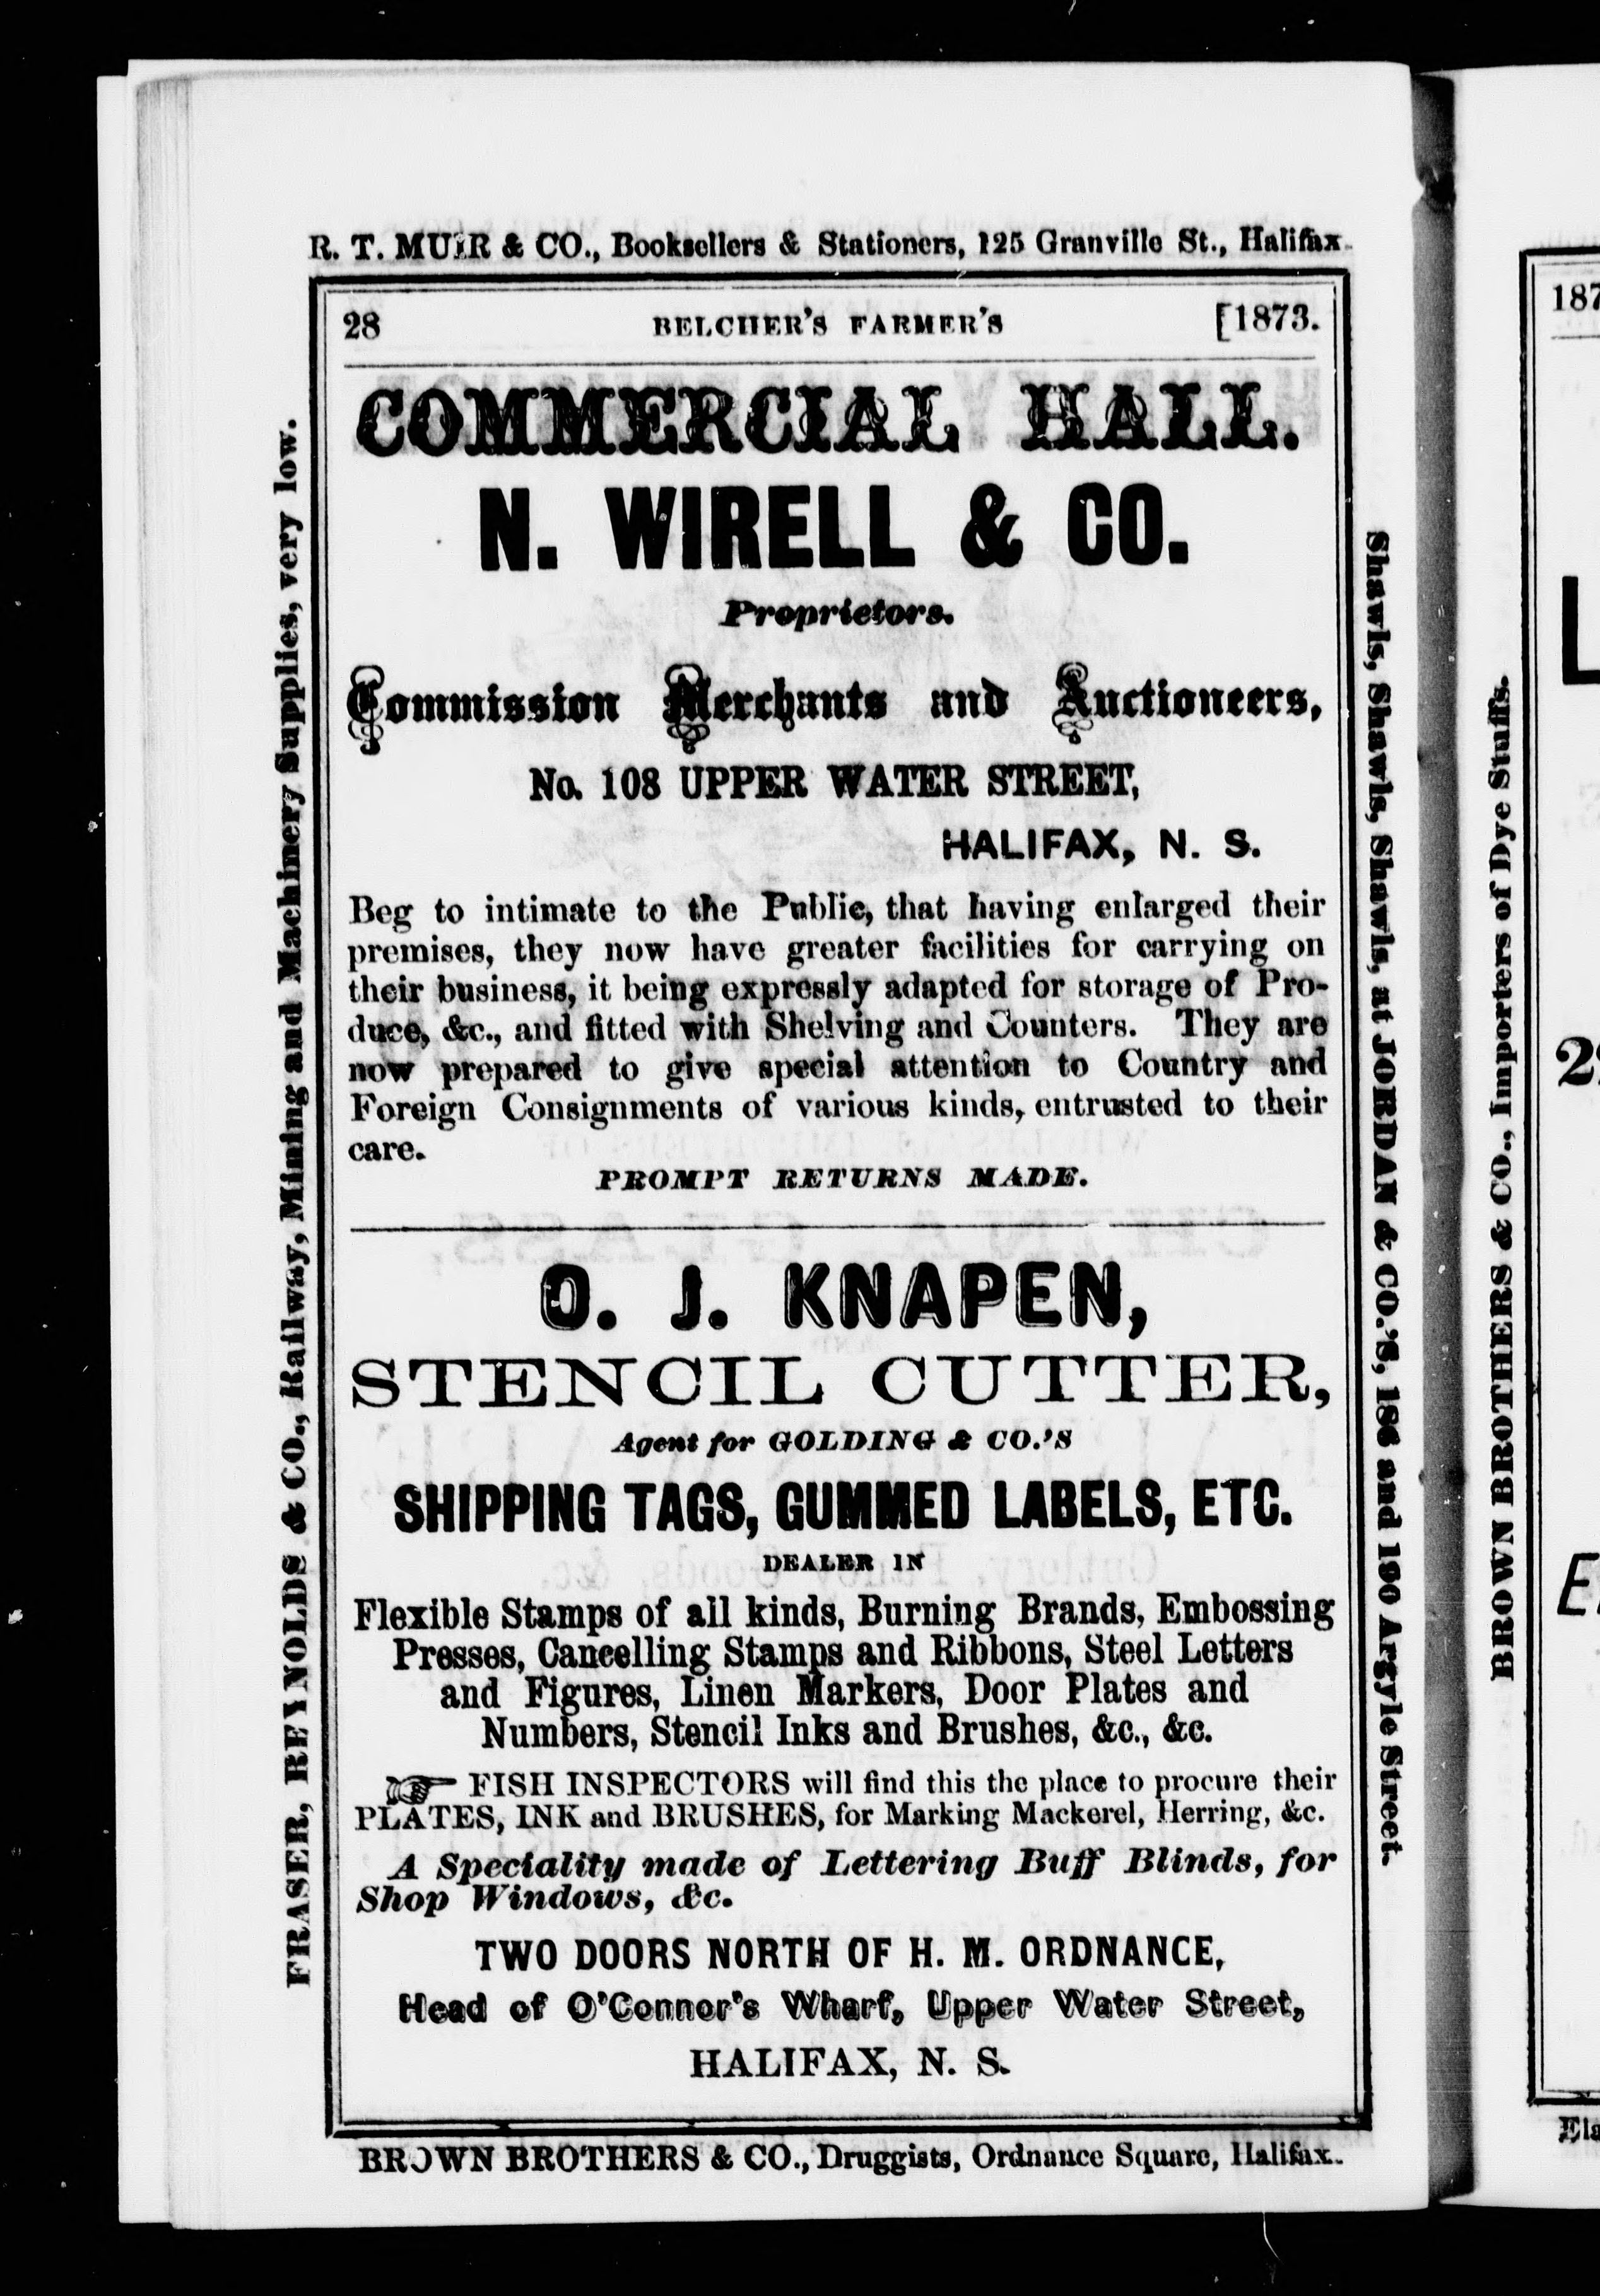 R. T. MUIR & CO., Booksellers & Stationers, 125 Granville St., Halifax.
28 BELCHER'S FARMER'S [1873.
COMMERCIAL HALL.
N. WIRELL & CO.
Proprietors.
Commission Merchants and Auctioneers,
No. 108 UPPER WATER STREET,
HALIFAX, N. S.
Beg to intimate to the Public, that having enlarged their
premises, they now have greater facilities for carrying on
their business, it being expressly adapted for storage of Pro-
duce, &c., and fitted with Shelving and Counters. They are
now prepared to give special attention to Country and
Foreign Consignments of various kinds, entrusted to their
care.
PROMPT RETURNS MADE.
O. J. KNAPEN,
STENCIL CUTTER,
Agent for GOLDING & CO.'S
SHIPPING TAGS, GUMMED LABELS, ETC.
DEALER IN
Flexible Stamps of all kinds, Burning Brands, Embossing
Presses, Cancelling Stamps and Ribbons, Steel Letters
and Figures, Linen Markers, Door Plates and
Numbers, Stencil Inks and Brushes, &c., &c.
FISH INSPECTORS will find this the place to procure their
PLATES, INK and BRUSHES, for Marking Mackerel, Herring, &c.
A Speciality made of Lettering Buff Blinds, for
Shop Windows, &c.
TWO DOORS NORTH OF H. M. ORDNANCE,
Head of O'Connor's Wharf, Upper Water Street,
HALIFAX, N. S.
BROWN BROTHERS & CO., Druggists, Ordnance Square, Halifax.
FRASER, REYNOLDS & CO., Railway, Mining and Machinery Supplies, very low.
Shawls, Shawls, Shawls, at JORDAN & CO.'S, 186 and 190 Argyle Street.
BROWN BROTHERS & CO., Importers of Dye Stuffs.
187